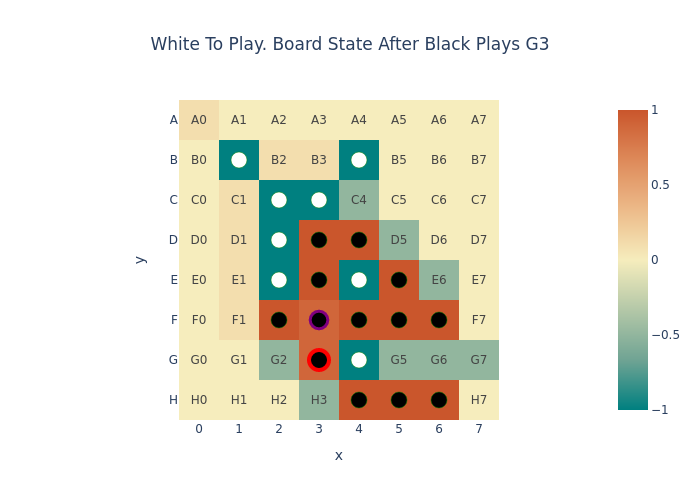 White To Play. Board State After Black Plays G3
A A0 A1 A2 A3 A4 A5 A6 A7
B B0 B2 B3 B5 B6 B7
C C0 C1 C4 C5 C6 C7
D D0 D1 D5 D6 D7
E E0 E1 E6 E7
F F0 F1 F7
G G0 G1 G2 G5 G6 G7
H H0 H1 H2 H3 H7
0 1 2 3 4 5 6 7
x
y
1
0.5
0
−0.5
−1